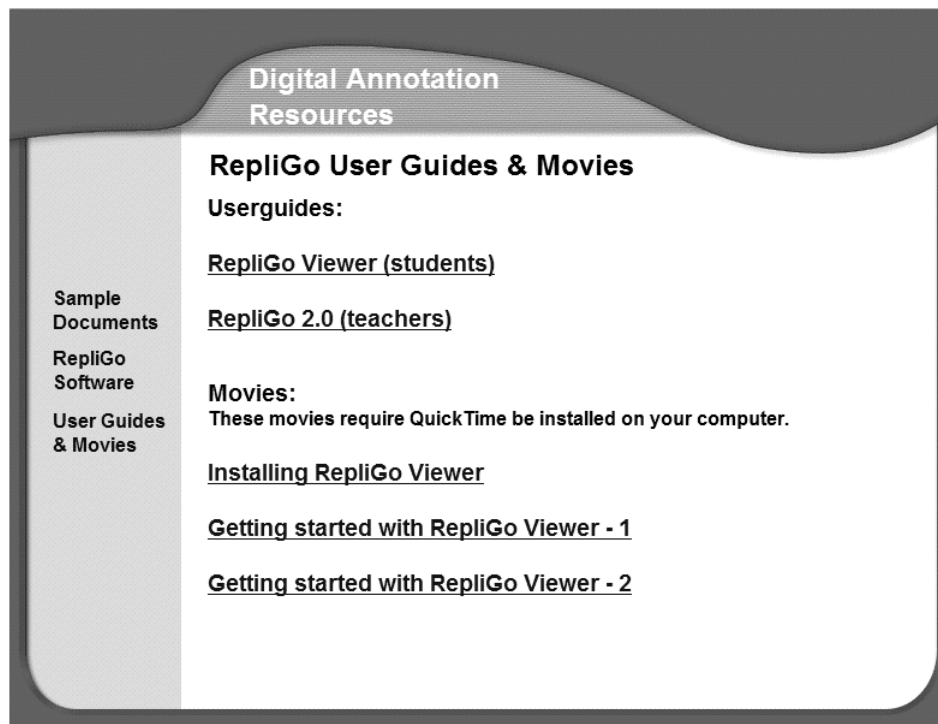 Digital Annotation
Resources
RepliGo User Guides & Movies
Userguides:
RepliGo Viewer (students)
RepliGo 2.0 (teachers)
Sample
Documents
RepliGo
Software
User Guides
& Movies
Movies:
These movies require QuickTime be installed on your computer.
Installing RepliGo Viewer
Getting started with RepliGo Viewer - 1
Getting started with RepliGo Viewer - 2